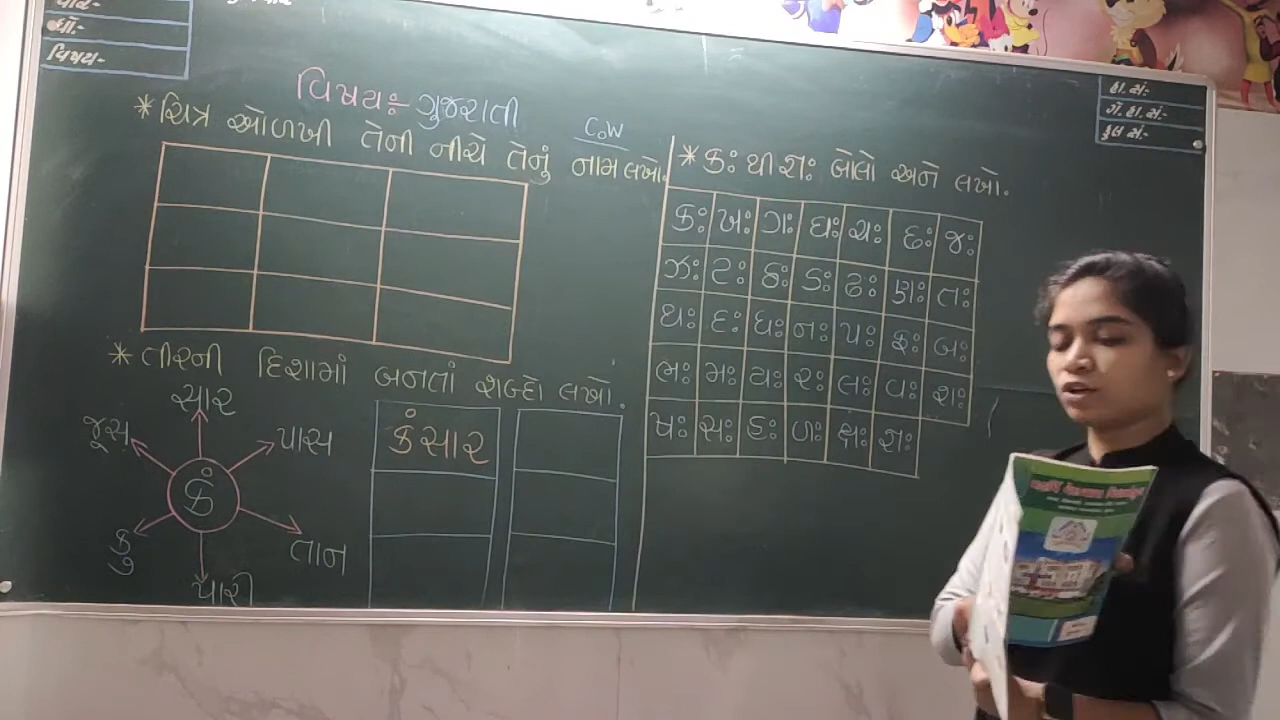 વાર:-
ધો.-
વિષય-
વિષયઃ- ગુજરાતી
C.W
* ચિત્ર ઓળખી તેની નીચે તેનું નામ લખો.
* તીરની દિશામાં બનતાં શબ્દો લખો.
ચાર
જૂસ
પાસ
કં
કુ
તાન
પારી
કંસાર
હા. સં:-
ગે. હા. સં.-
કુલ સં.-
* કઃ થી જ્ઞઃ બોલો અને લખો.
કઃ ખઃ ગઃ ઘઃ ચઃ છઃ જઃ
ઝઃ ટઃ ઠઃ ડઃ ઢઃ ણઃ તઃ
થઃ દઃ ધઃ નઃ પઃ ફઃ બઃ
ભઃ મઃ યઃ રઃ લઃ વઃ શઃ
ષઃ સઃ હઃ ળઃ ક્ષઃ જ્ઞઃ